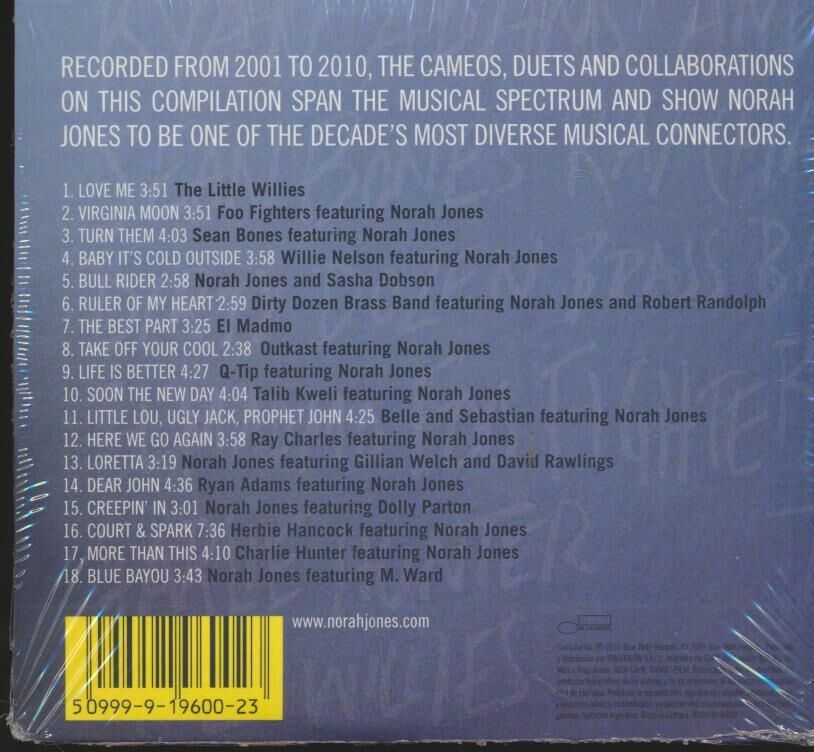 RECORDED FROM 2001 TO 2010, THE CAMEOS, DUETS AND COLLABORATIONS
ON THIS COMPILATION SPAN THE MUSICAL SPECTRUM AND SHOW NORAH
JONES TO BE ONE OF THE DECADE'S MOST DIVERSE MUSICAL CONNECTORS.
1. LOVE ME 3:51 The Little Willies
2. VIRGINIA MOON 3:51 Foo Fighters featuring Norah Jones
3. TURN THEM 4:03 Sean Bones featuring Norah Jones
4. BABY IT'S COLD OUTSIDE 3:58 Willie Nelson featuring Norah Jones
5. BULL RIDER 2:58 Norah Jones and Sasha Dobson
6. RULER OF MY HEART 2:59 Dirty Dozen Brass Band featuring Norah Jones and Robert Randolph
7. THE BEST PART 3:25 El Madmo
8. TAKE OFF YOUR COOL 2:38 Outkast featuring Norah Jones
9. LIFE IS BETTER 4:27 Q-Tip featuring Norah Jones
10. SOON THE NEW DAY 4:04 Talib Kweli featuring Norah Jones
11. LITTLE LOU, UGLY JACK, PROPHET JOHN 4:25 Belle and Sebastian featuring Norah Jones
12. HERE WE GO AGAIN 3:58 Ray Charles featuring Norah Jones
13. LORETTA 3:19 Norah Jones featuring Gillian Welch and David Rawlings
14. DEAR JOHN 4:36 Ryan Adams featuring Norah Jones
15. CREEPIN' IN 3:01 Norah Jones featuring Dolly Parton
16. COURT & SPARK 7:36 Herbie Hancock featuring Norah Jones
17. MORE THAN THIS 4:10 Charlie Hunter featuring Norah Jones
18. BLUE BAYOU 3:43 Norah Jones featuring M. Ward
www.norahjones.com
BLUE NOTE
5 0999-9-19600-23